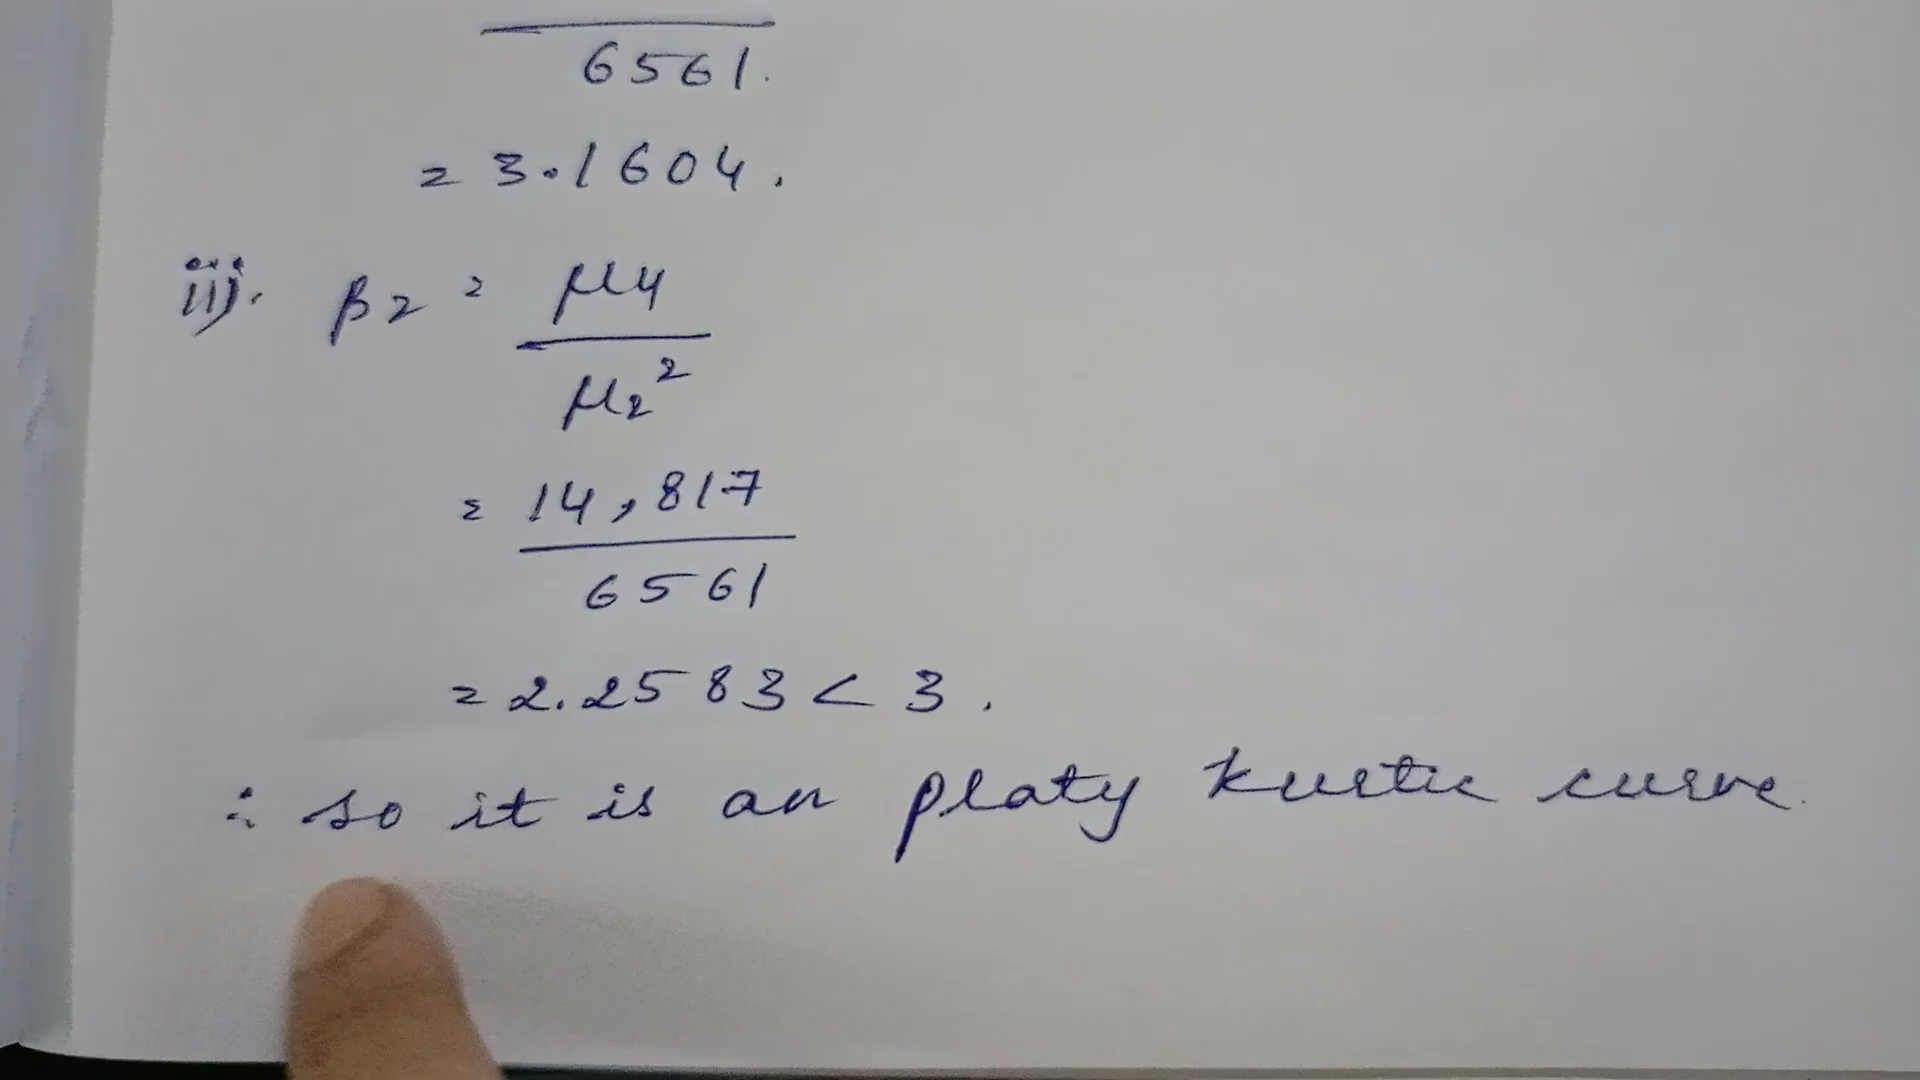 6561.
= 3.1604.
ii). β2 = μ4
μ2²
= 14,817
6561
= 2.2583 < 3.
∴ so it is an platy kurtic curve.